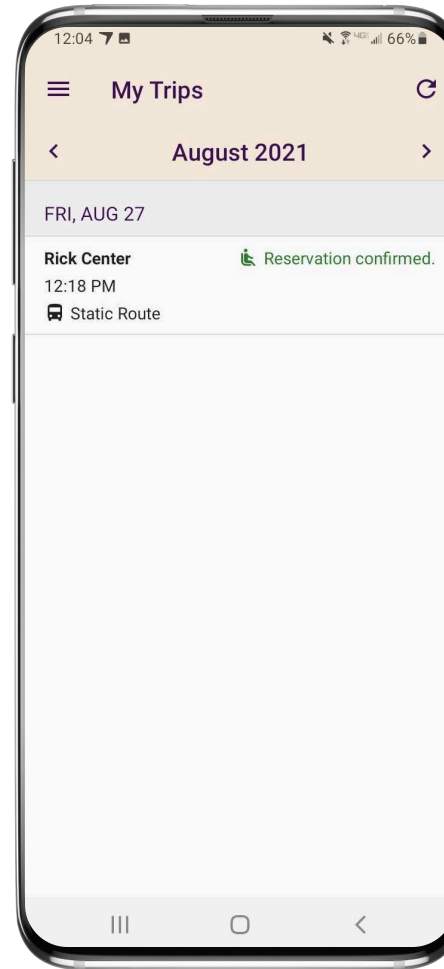 12:04 66%
My Trips
August 2021
FRI, AUG 27
Rick Center Reservation confirmed.
12:18 PM
Static Route